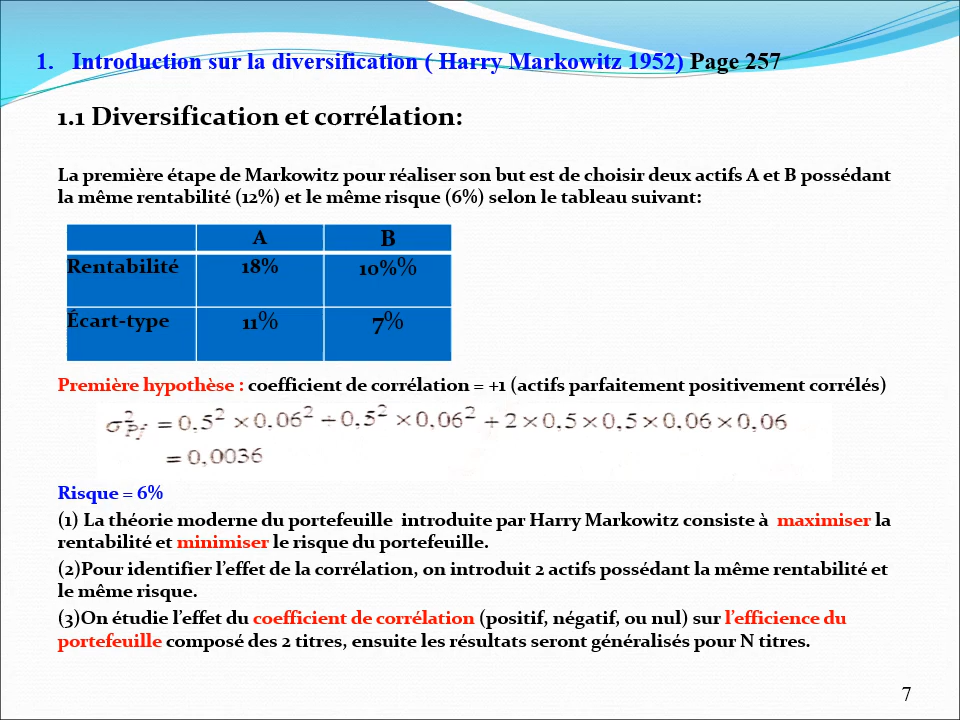 1. Introduction sur la diversification ( Harry Markowitz 1952) Page 257
1.1 Diversification et corrélation:
La première étape de Markowitz pour réaliser son but est de choisir deux actifs A et B possédant
la même rentabilité (12%) et le même risque (6%) selon le tableau suivant:
A B
Rentabilité 18% 10%%
Écart-type 11% 7%
Première hypothèse : coefficient de corrélation = +1 (actifs parfaitement positivement corrélés)
σ²Pf = 0,5² × 0,06² + 0,5² × 0,06² + 2 × 0,5 × 0,5 × 0,06 × 0,06
= 0,0036
Risque = 6%
(1) La théorie moderne du portefeuille introduite par Harry Markowitz consiste à maximiser la
rentabilité et minimiser le risque du portefeuille.
(2)Pour identifier l’effet de la corrélation, on introduit 2 actifs possédant la même rentabilité et
le même risque.
(3)On étudie l’effet du coefficient de corrélation (positif, négatif, ou nul) sur l’efficience du
portefeuille composé des 2 titres, ensuite les résultats seront généralisés pour N titres.
7